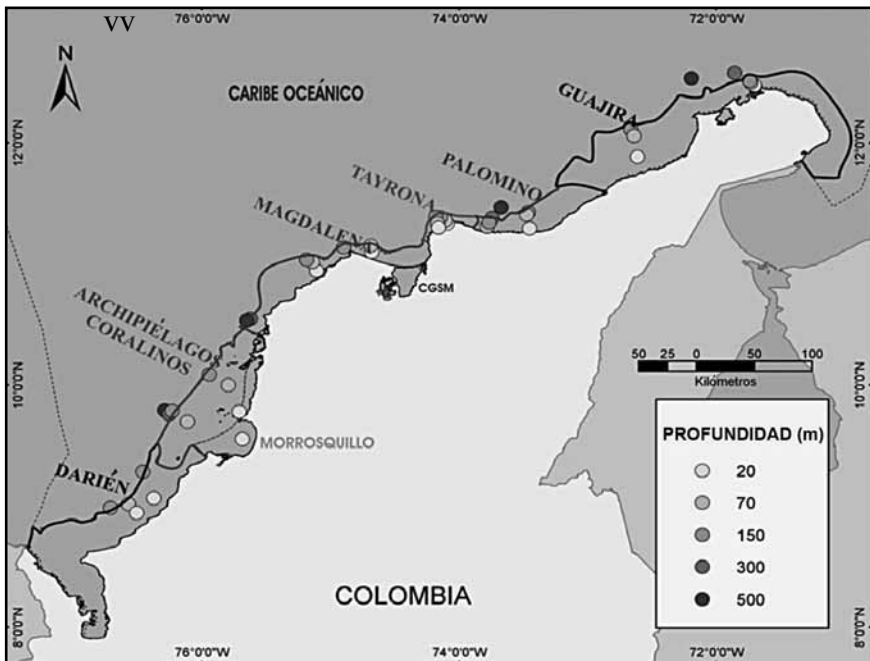 VV
76°0'0"W
74°0'0"W
72°0'0"W
N
CARIBE OCEÁNICO
GUAJIRA
12°0'0"N
12°0'0"N
PALOMINO
TAYRONA
MAGDALENA
CGSM
ARCHIPIÉLAGOS
CORALINOS
50 25 0 50 100
Kilómetros
10°0'0"N
10°0'0"N
MORROSQUILLO
PROFUNDIDAD (m)
DARIÉN
20
70
150
300
500
COLOMBIA
8°0'0"N
8°0'0"N
76°0'0"W
74°0'0"W
72°0'0"W